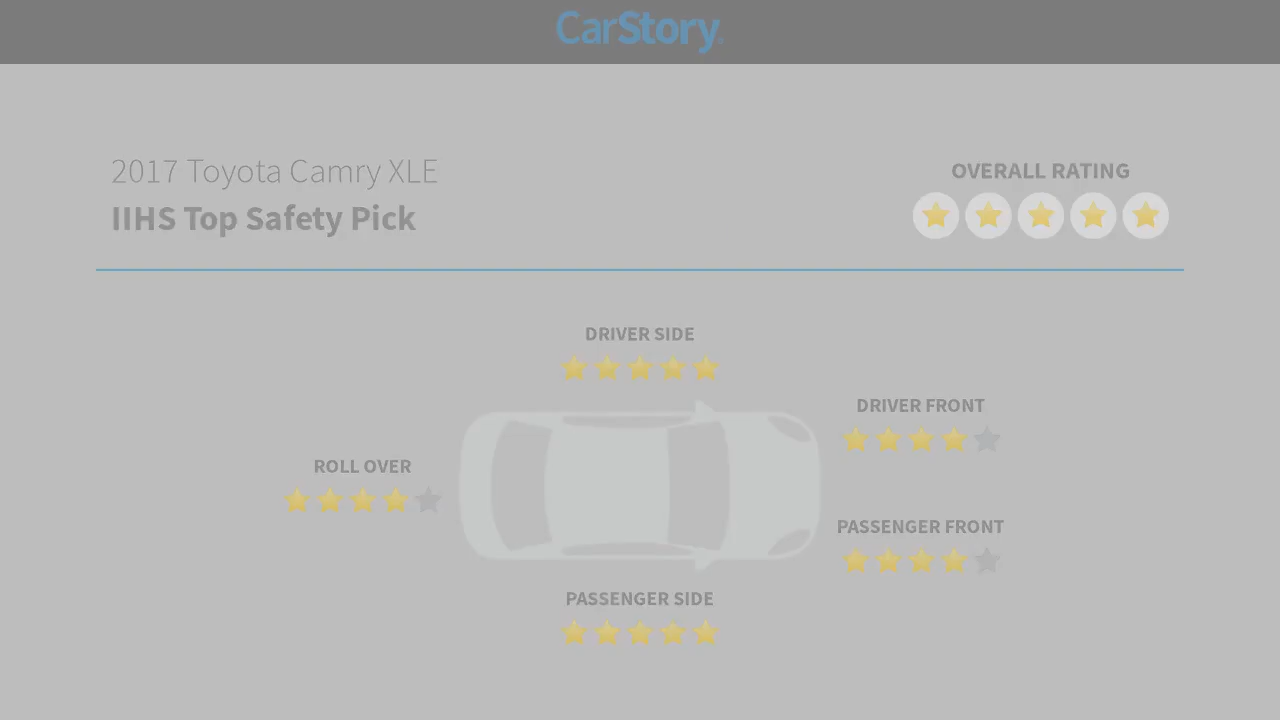 CarStory
2017 Toyota Camry XLE
IIHS Top Safety Pick
OVERALL RATING
DRIVER SIDE
DRIVER FRONT
ROLL OVER
PASSENGER FRONT
PASSENGER SIDE